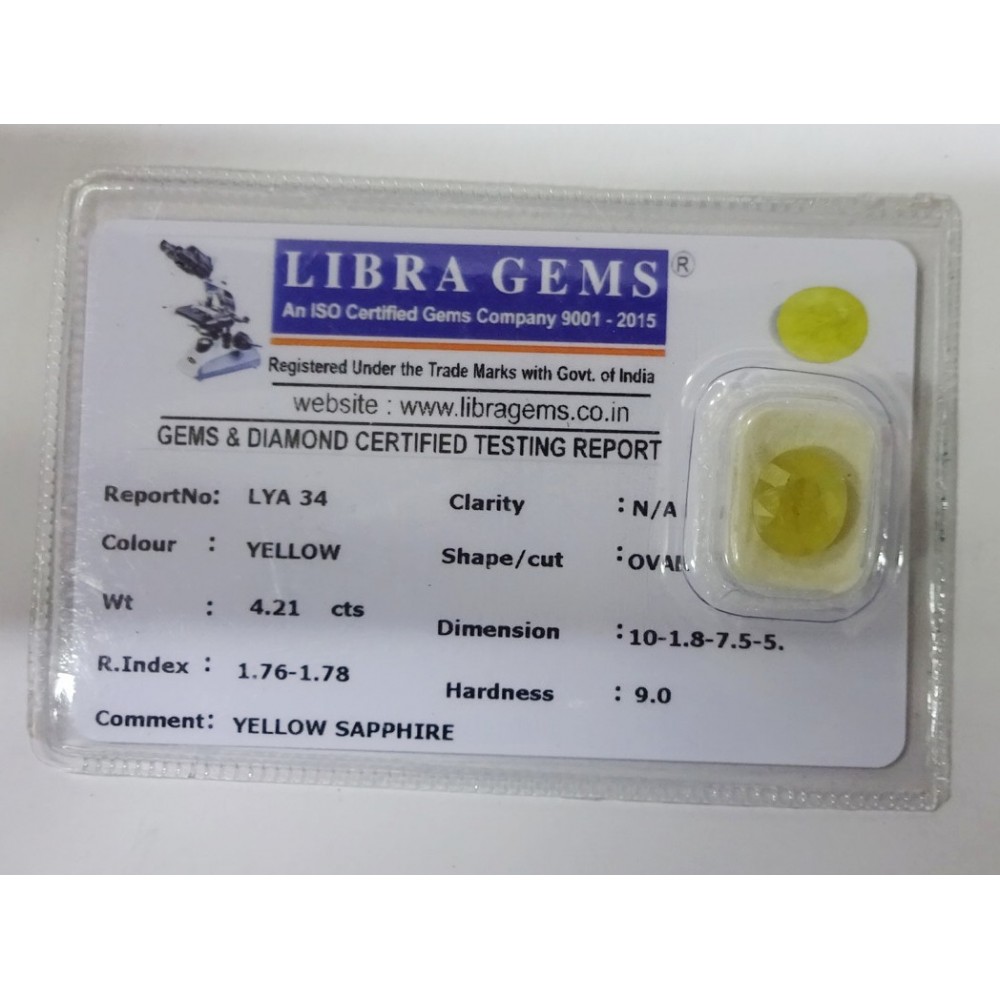 LIBRA GEMS ®
An ISO Certified Gems Company 9001 - 2015
Registered Under the Trade Marks with Govt. of India
website : www.libragems.co.in
GEMS & DIAMOND CERTIFIED TESTING REPORT
ReportNo: LYA 34
Colour : YELLOW
Wt : 4.21 cts
R.Index : 1.76-1.78
Comment: YELLOW SAPPHIRE
Clarity : N/A
Shape/cut : OVAL
Dimension : 10-1.8-7.5-5.
Hardness : 9.0